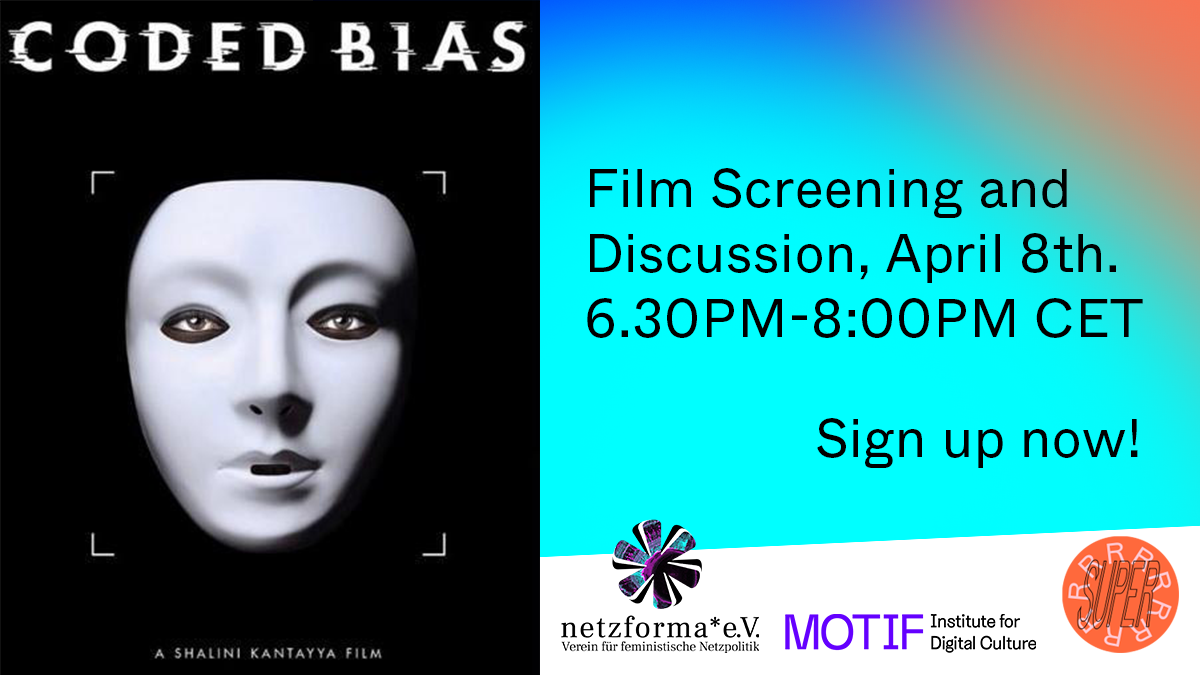 CODED BIAS
A SHALINI KANTAYYA FILM
Film Screening and
Discussion, April 8th.
6.30PM-8:00PM CET
Sign up now!
netzforma*e.V.
Verein für feministische Netzpolitik
MOTIF
Institute for
Digital Culture
SUPER